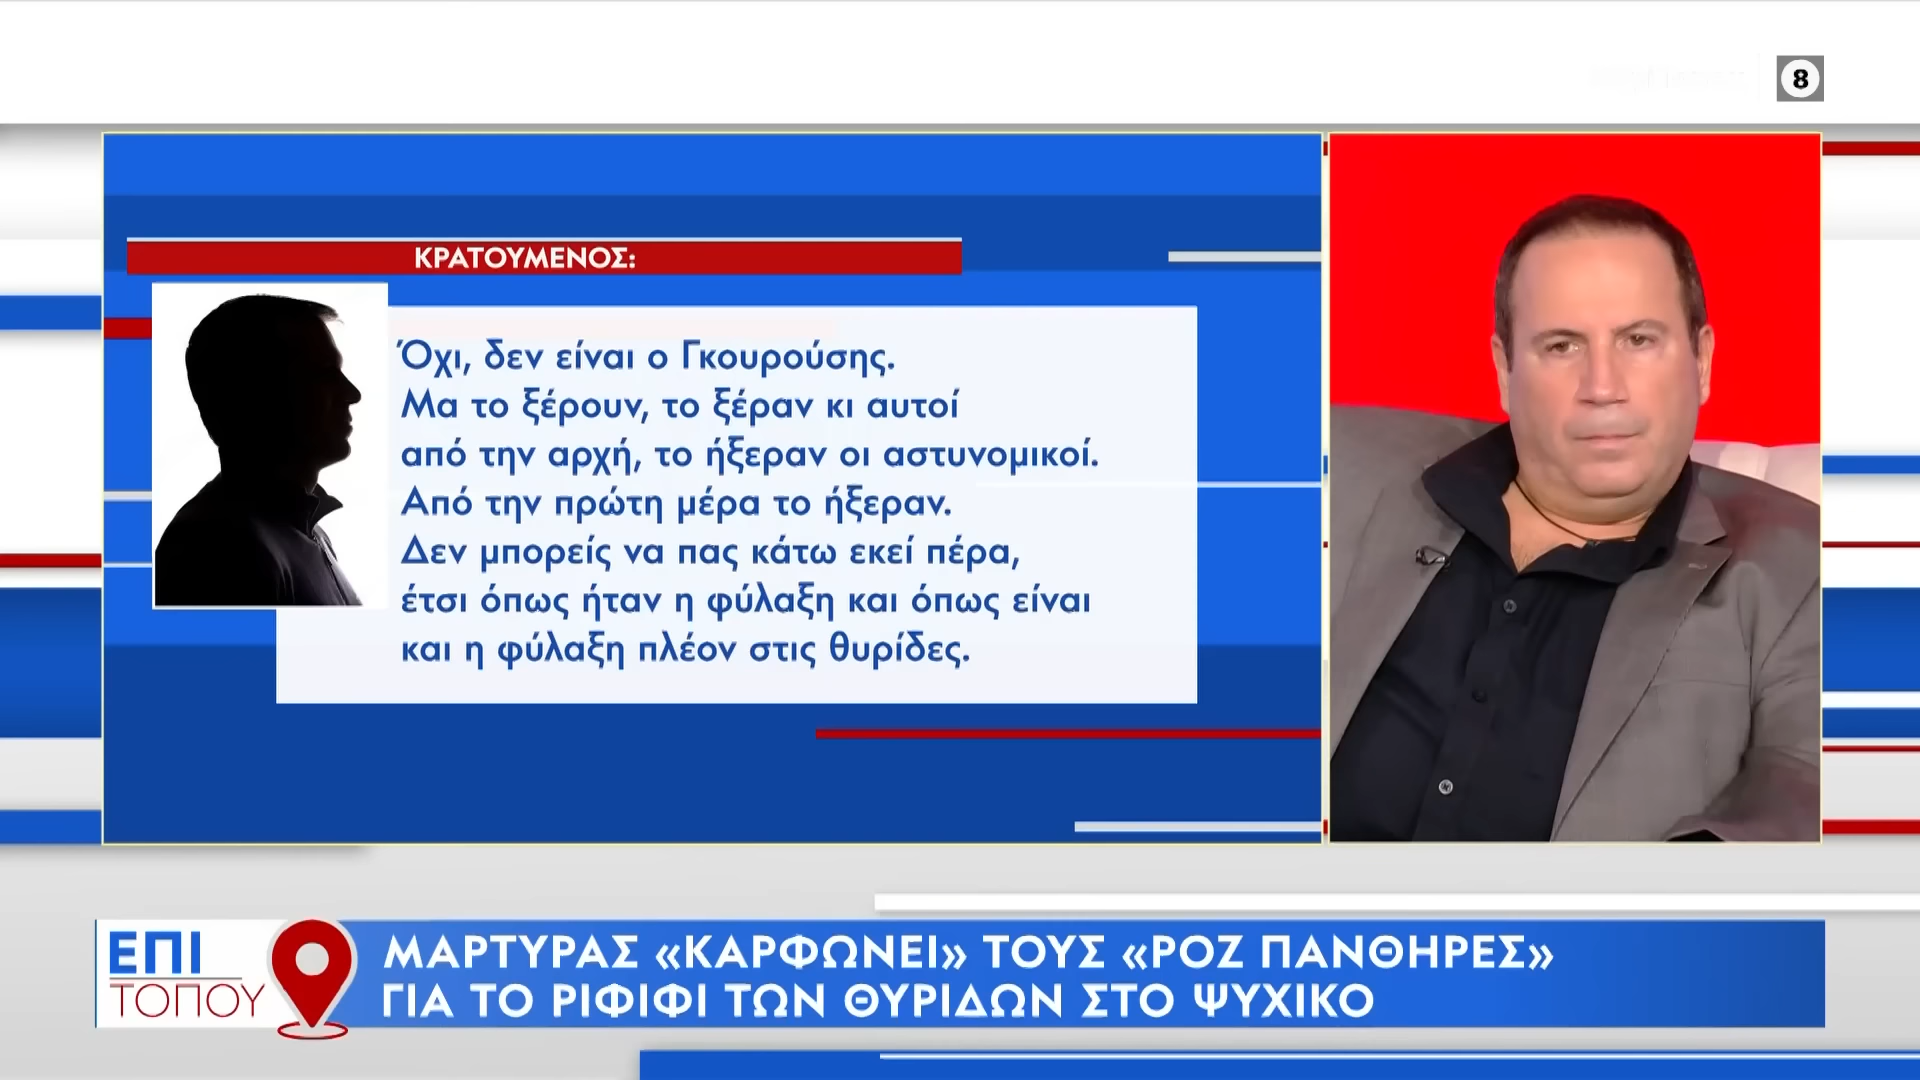 8
ΚΡΑΤΟΥΜΕΝΟΣ:
Όχι, δεν είναι ο Γκουρούσης.
Μα το ξέρουν, το ξέραν κι αυτοί
από την αρχή, το ήξεραν οι αστυνομικοί.
Από την πρώτη μέρα το ήξεραν.
Δεν μπορείς να πας κάτω εκεί πέρα,
έτσι όπως ήταν η φύλαξη και όπως είναι
και η φύλαξη πλέον στις θυρίδες.
ΕΠΙ
ΤΟΠΟΥ
ΜΑΡΤΥΡΑΣ «ΚΑΡΦΩΝΕΙ» ΤΟΥΣ «ΡΟΖ ΠΑΝΘΗΡΕΣ»
ΓΙΑ ΤΟ ΡΙΦΙΦΙ ΤΩΝ ΘΥΡΙΔΩΝ ΣΤΟ ΨΥΧΙΚΟ